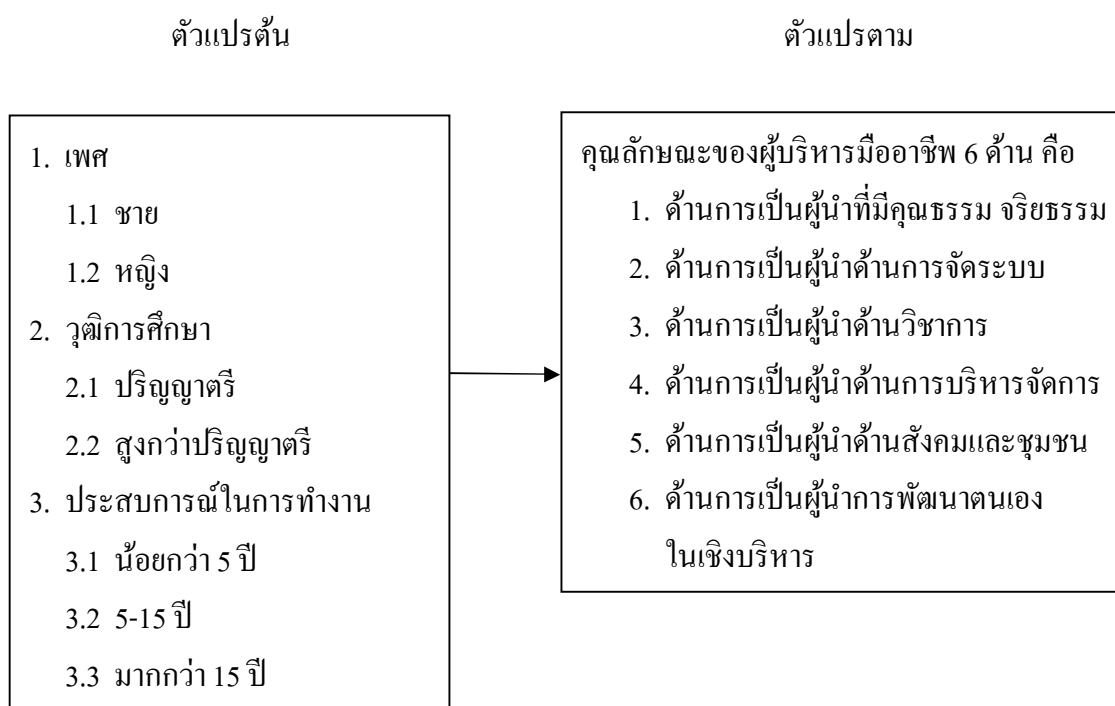 ตัวแปรต้น
ตัวแปรตาม
1. เพศ
1.1 ชาย
1.2 หญิง
2. วุฒิการศึกษา
2.1 ปริญญาตรี
2.2 สูงกว่าปริญญาตรี
3. ประสบการณ์ในการทำงาน
3.1 น้อยกว่า 5 ปี
3.2 5-15 ปี
3.3 มากกว่า 15 ปี
คุณลักษณะของผู้บริหารมืออาชีพ 6 ด้าน คือ
1. ด้านการเป็นผู้นำที่มีคุณธรรม จริยธรรม
2. ด้านการเป็นผู้นำด้านการจัดระบบ
3. ด้านการเป็นผู้นำด้านวิชาการ
4. ด้านการเป็นผู้นำด้านการบริหารจัดการ
5. ด้านการเป็นผู้นำด้านสังคมและชุมชน
6. ด้านการเป็นผู้นำการพัฒนาตนเอง
ในเชิงบริหาร